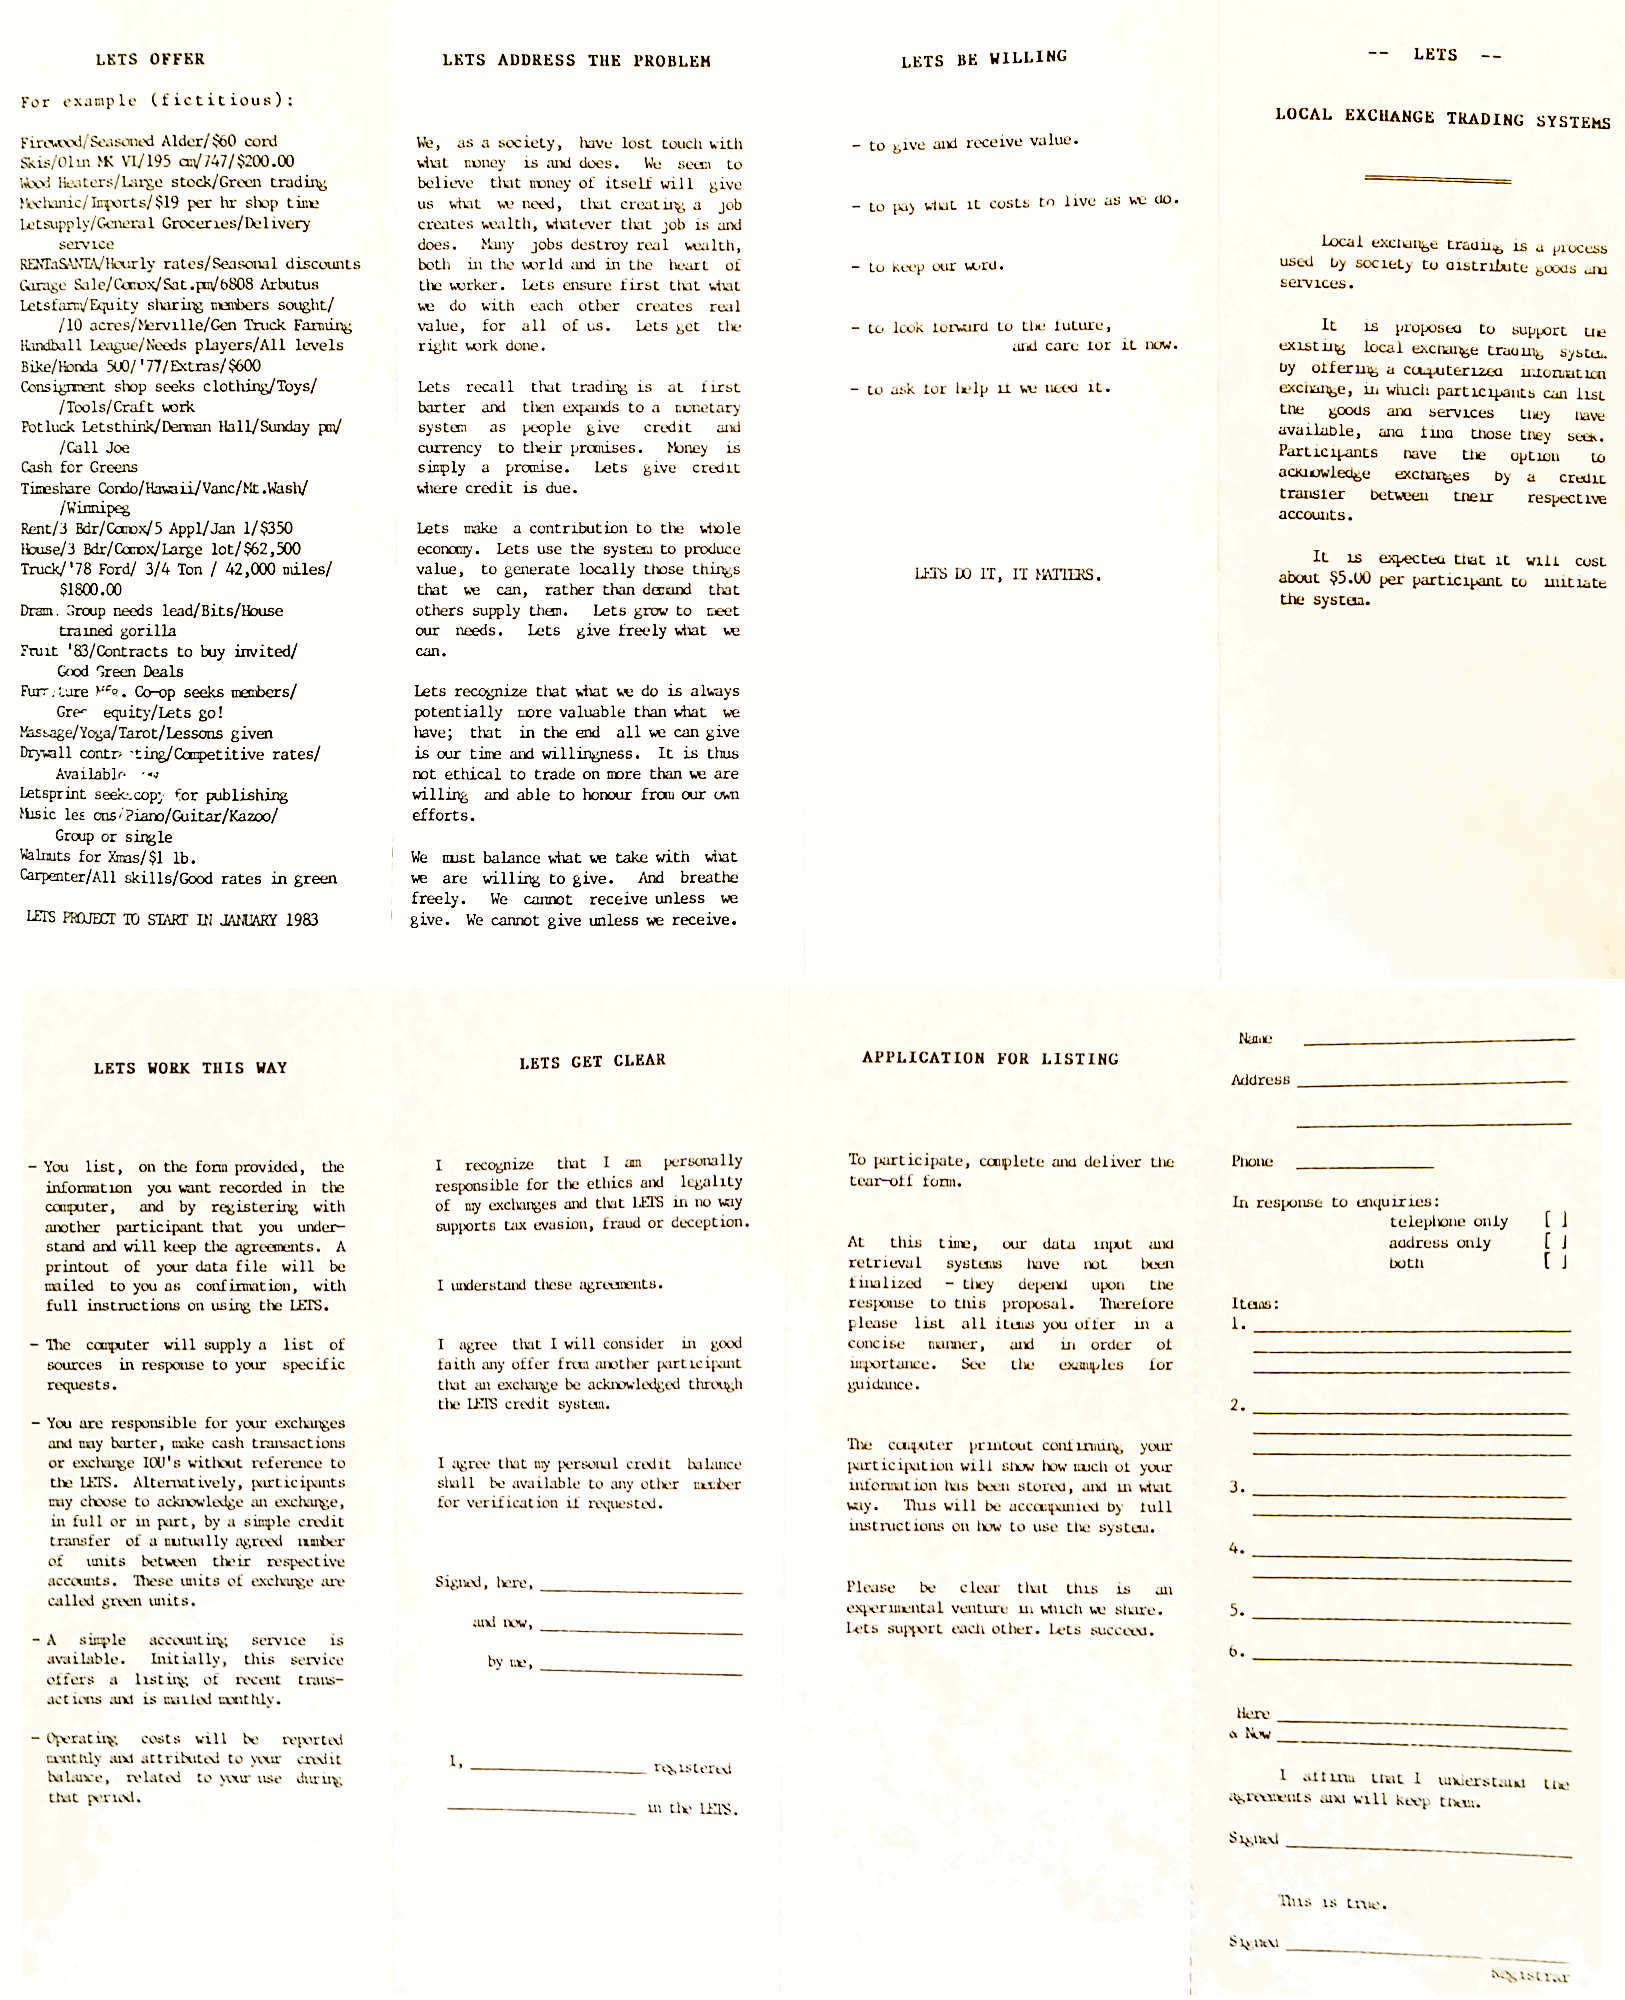 LETS OFFER
For example (fictitious):
Firewood/Seasoned Alder/$60 cord
Skis/Olin MK VI/195 cm/747/$200.00
Wood Heaters/Large stock/Green trading
Mechanic/Imports/$19 per hr shop time
Letsupply/General Groceries/Delivery
service
RENTaSANTA/Hourly rates/Seasonal discounts
Garage Sale/Comox/Sat.pm/6808 Arbutus
Letsfarm/Equity sharing members sought/
/10 acres/Merville/Gen Truck Farming
Handball League/Needs players/All levels
Bike/Honda 500/'77/Extras/$600
Consignment shop seeks clothing/Toys/
/Tools/Craft work
Potluck Letsthink/Denman Hall/Sunday pm/
/Call Joe
Cash for Greens
Timeshare Condo/Hawaii/Vanc/Mt.Wash/
/Winnipeg
Rent/3 Bdr/Comox/5 Appl/Jan 1/$350
House/3 Bdr/Comox/Large lot/$62,500
Truck/'78 Ford/ 3/4 Ton / 42,000 miles/
$1800.00
Group needs lead/Bits/House
trained gorilla
Fruit '83/Contracts to buy invited/
Good Green Deals
Co-op seeks members/
equity/Lets go!
Massage/Yoga/Tarot/Lessons given
Drywall contracting/Competitive rates/
Available
Letsprint seeks copy for publishing
Music lessons/Piano/Guitar/Kazoo/
Group or single
Walnuts for Xmas/$1 lb.
Carpenter/All skills/Good rates in green
LETS PROJECT TO START IN JANUARY 1983
LETS ADDRESS THE PROBLEM
We, as a society, have lost touch with
what money is and does. We seem to
believe that money of itself will give
us what we need, that creating a job
creates wealth, whatever that job is and
does. Many jobs destroy real wealth,
both in the world and in the heart of
the worker. Lets ensure first that what
we do with each other creates real
value, for all of us. Lets get the
right work done.
Lets recall that trading is at first
barter and then expands to a monetary
system as people give credit and
currency to their promises. Money is
simply a promise. Lets give credit
where credit is due.
Lets make a contribution to the whole
economy. Lets use the system to produce
value, to generate locally those things
that we can, rather than demand that
others supply them. Lets grow to meet
our needs. Lets give freely what we
can.
Lets recognize that what we do is always
potentially more valuable than what we
have; that in the end all we can give
is our time and willingness. It is thus
not ethical to trade on more than we are
willing and able to honour from our own
efforts.
We must balance what we take with what
we are willing to give. And breathe
freely. We cannot receive unless we
give. We cannot give unless we receive.
LETS BE WILLING
- to give and receive value.
- to pay what it costs to live as we do.
- to keep our word.
- to look forward to the future,
and care for it now.
- to ask for help if we need it.
LETS DO IT, IT MATTERS.
-- LETS --
LOCAL EXCHANGE TRADING SYSTEMS
Local exchange trading is a process
used by society to distribute goods and
services.
It is proposed to support the
existing local exchange trading system
by offering a computerized information
exchange, in which participants can list
the goods and services they have
available, and find those they seek.
Participants have the option to
acknowledge exchanges by a credit
transfer between their respective
accounts.
It is expected that it will cost
about $5.00 per participant to initiate
the system.
LETS WORK THIS WAY
- You list, on the form provided, the
information you want recorded in the
computer, and by registering with
another participant that you under-
stand and will keep the agreements. A
printout of your data file will be
mailed to you as confirmation, with
full instructions on using the LETS.
- The computer will supply a list of
sources in response to your specific
requests.
- You are responsible for your exchanges
and may barter, make cash transactions
or exchange IOU's without reference to
the LETS. Alternatively, participants
may choose to acknowledge an exchange,
in full or in part, by a simple credit
transfer of a mutually agreed number
of units between their respective
accounts. These units of exchange are
called green units.
- A simple accounting service is
available. Initially, this service
offers a listing of recent trans-
actions and is mailed monthly.
- Operating costs will be reported
monthly and attributed to your credit
balance, related to your use during
that period.
LETS GET CLEAR
I recognize that I am personally
responsible for the ethics and legality
of my exchanges and that LETS in no way
supports tax evasion, fraud or deception.
I understand these agreements.
I agree that I will consider in good
faith any offer from another participant
that an exchange be acknowledged through
the LETS credit system.
I agree that my personal credit balance
shall be available to any other member
for verification if requested.
Signed, here,
and now,
by me,
I, registered
in the LETS.
APPLICATION FOR LISTING
To participate, complete and deliver the
tear-off form.
At this time, our data input and
retrieval systems have not been
finalized - they depend upon the
response to this proposal. Therefore
please list all items you offer in a
concise manner, and in order of
importance. See the examples for
guidance.
The computer printout confirming your
participation will show how much of your
information has been stored, and in what
way. This will be accompanied by full
instructions on how to use the system.
Please be clear that this is an
experimental venture in which we share.
Lets support each other. Lets succeed.
Name
Address
Phone
In response to enquiries:
telephone only [ ]
address only [ ]
both [ ]
Items:
1.
2.
3.
4.
5.
6.
Here
& Now
I affirm that I understand the
agreements and will keep them.
Signed
This is true.
Signed
Registrar